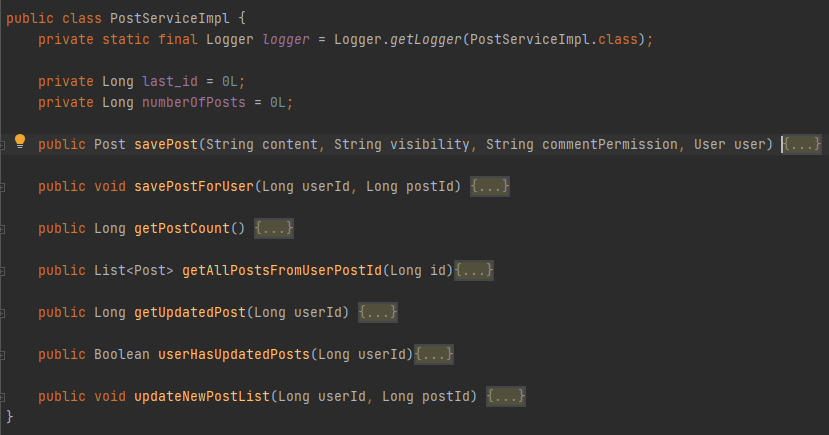 public class PostServiceImpl {
private static final Logger logger = Logger.getLogger(PostServiceImpl.class);
private Long last_id = 0L;
private Long numberOfPosts = 0L;
public Post savePost(String content, String visibility, String commentPermission, User user) {...}
public void savePostForUser(Long userId, Long postId) {...}
public Long getPostCount() {...}
public List<Post> getAllPostsFromUserPostId(Long id){...}
public Long getUpdatedPost(Long userId) {...}
public Boolean userHasUpdatedPosts(Long userId){...}
public void updateNewPostList(Long userId, Long postId) {...}
}